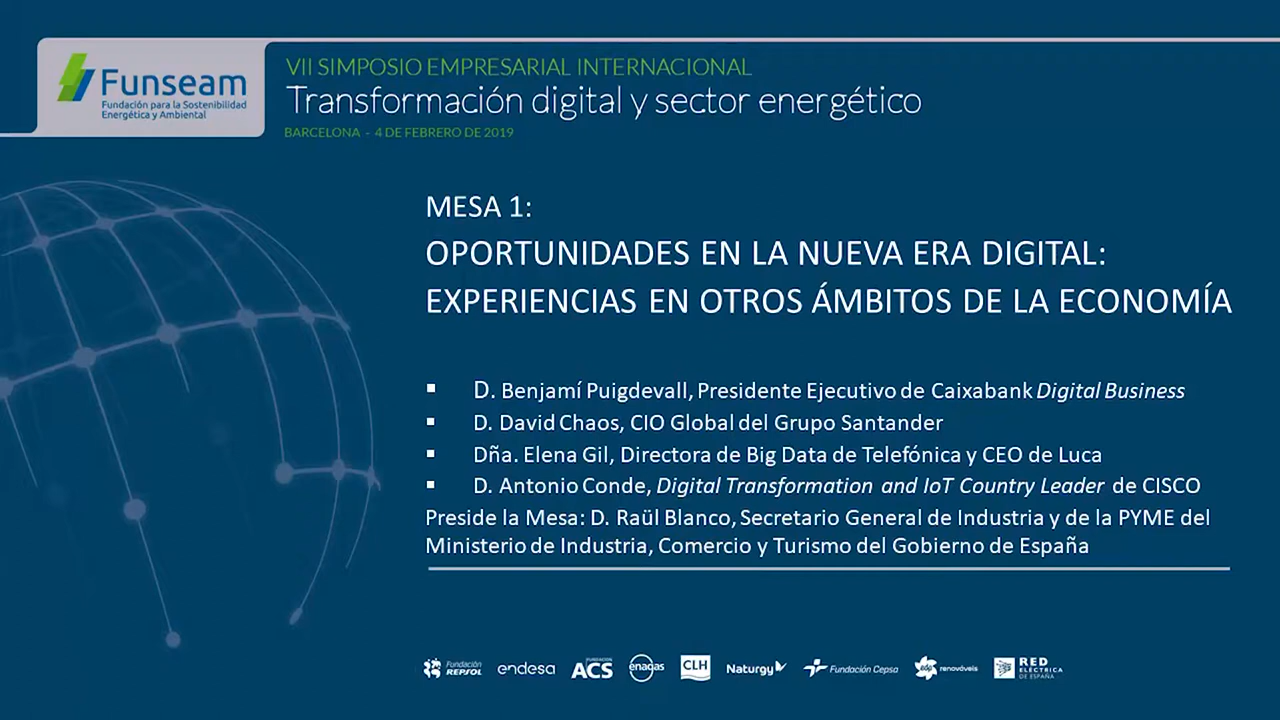 Funseam
Fundación para la Sostenibilidad
Energética y Ambiental
VII SIMPOSIO EMPRESARIAL INTERNACIONAL
Transformación digital y sector energético
BARCELONA - 4 DE FEBRERO DE 2019
MESA 1:
OPORTUNIDADES EN LA NUEVA ERA DIGITAL:
EXPERIENCIAS EN OTROS ÁMBITOS DE LA ECONOMÍA
▪ D. Benjamí Puigdevall, Presidente Ejecutivo de Caixabank Digital Business
▪ D. David Chaos, CIO Global del Grupo Santander
▪ Dña. Elena Gil, Directora de Big Data de Telefónica y CEO de Luca
▪ D. Antonio Conde, Digital Transformation and IoT Country Leader de CISCO
Preside la Mesa: D. Raül Blanco, Secretario General de Industria y de la PYME del
Ministerio de Industria, Comercio y Turismo del Gobierno de España
Fundación
REPSOL
endesa
FUNDACIÓN
ACS
enagas
CLH
Naturgy
Fundación Cepsa
edp renováveis
RED
ELÉCTRICA
DE ESPAÑA